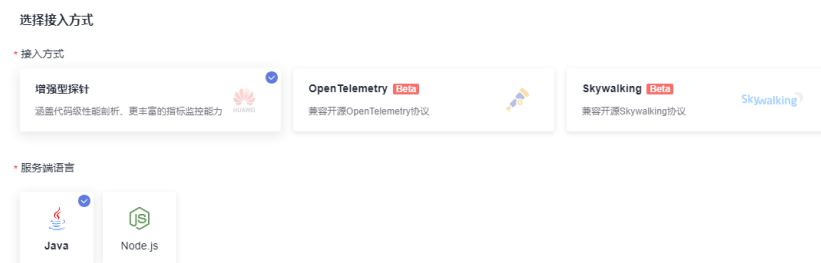 选择接入方式
* 接入方式
增强型探针
涵盖代码级性能剖析、更丰富的指标监控能力
HUAWEI
OpenTelemetry Beta
兼容开源OpenTelemetry协议
Skywalking Beta
兼容开源Skywalking协议
Skywalking
* 服务端语言
Java
JS
Node.js